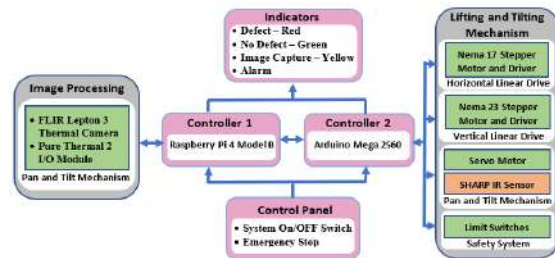 Indicators
Defect – Red
No Defect – Green
Image Capture – Yellow
Alarm
Image Processing
FLIR Lepton 3
Thermal Camera
Pure Thermal 2
I/O Module
Pan and Tilt Mechanism
Controller 1
Raspberry Pi 4 Model B
Controller 2
Arduino Mega 2560
Control Panel
System On/OFF Switch
Emergency Stop
Lifting and Tilting
Mechanism
Nema 17 Stepper
Motor and Driver
Horizontal Linear Drive
Nema 23 Stepper
Motor and Driver
Vertical Linear Drive
Servo Motor
SHARP IR Sensor
Pan and Tilt Mechanism
Limit Switches
Safety System